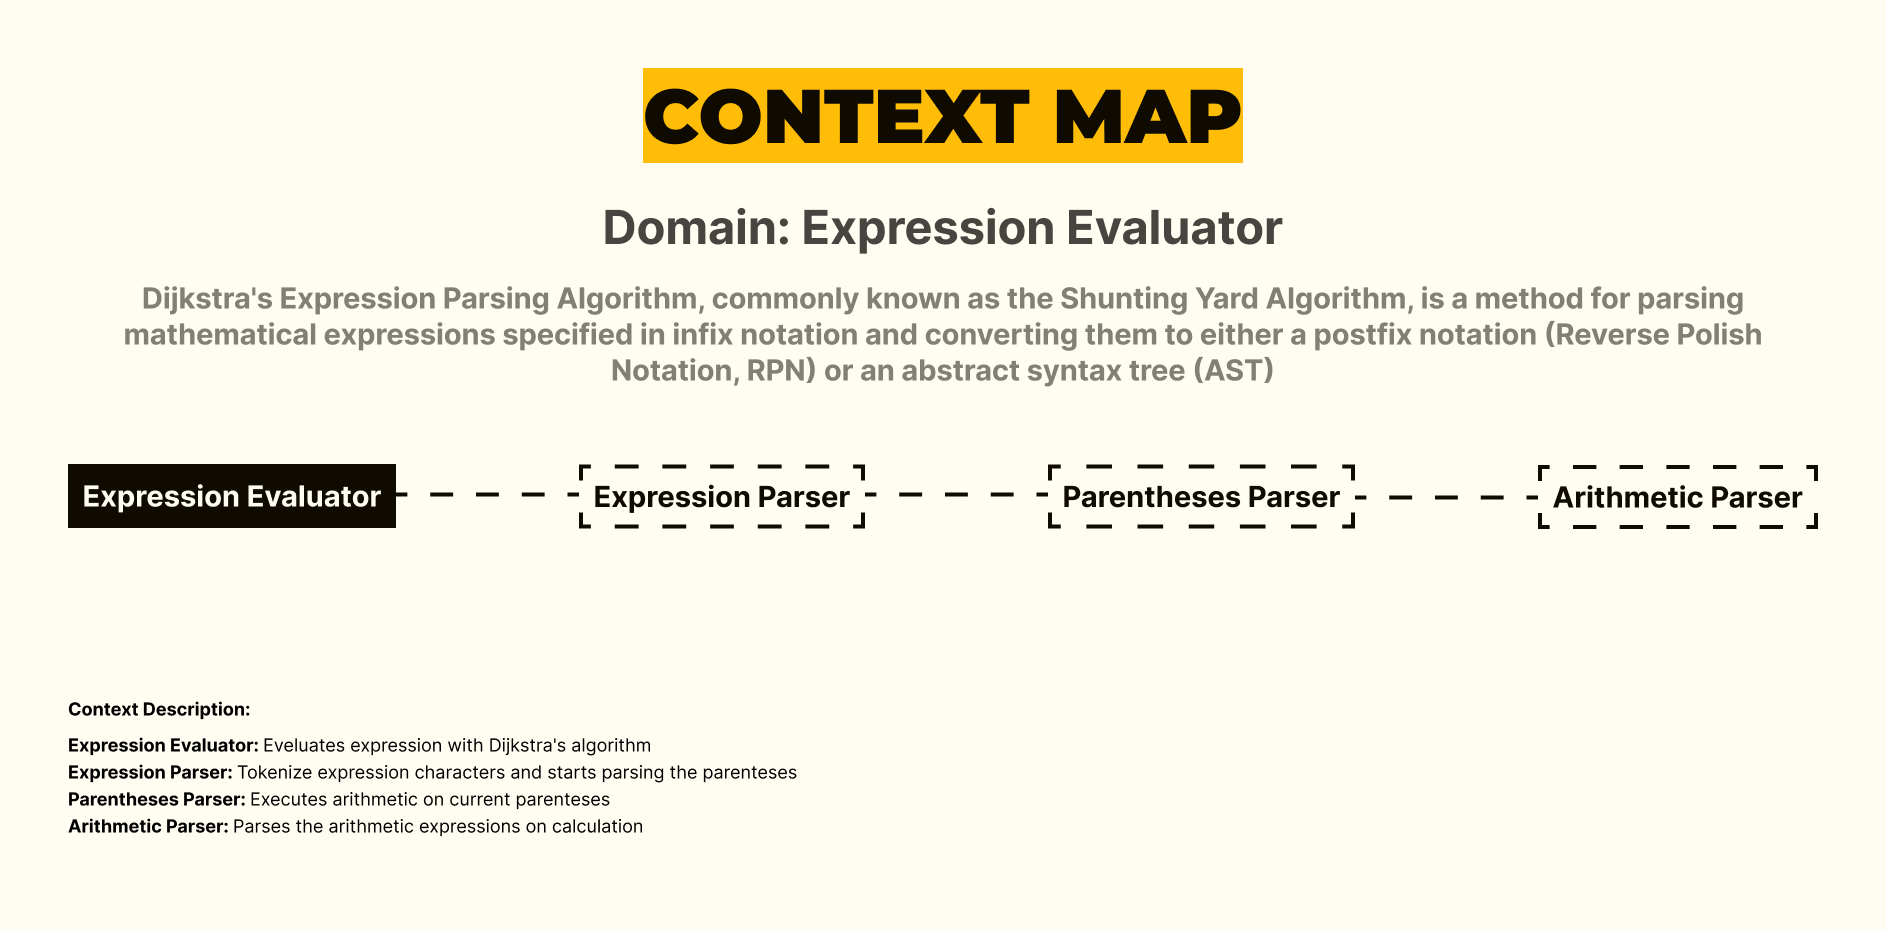 CONTEXT MAP
Domain: Expression Evaluator
Dijkstra's Expression Parsing Algorithm, commonly known as the Shunting Yard Algorithm, is a method for parsing
mathematical expressions specified in infix notation and converting them to either a postfix notation (Reverse Polish
Notation, RPN) or an abstract syntax tree (AST)
Expression Evaluator
Expression Parser
Parentheses Parser
Arithmetic Parser
Context Description:
Expression Evaluator: Eveluates expression with Dijkstra's algorithm
Expression Parser: Tokenize expression characters and starts parsing the parenteses
Parentheses Parser: Executes arithmetic on current parenteses
Arithmetic Parser: Parses the arithmetic expressions on calculation